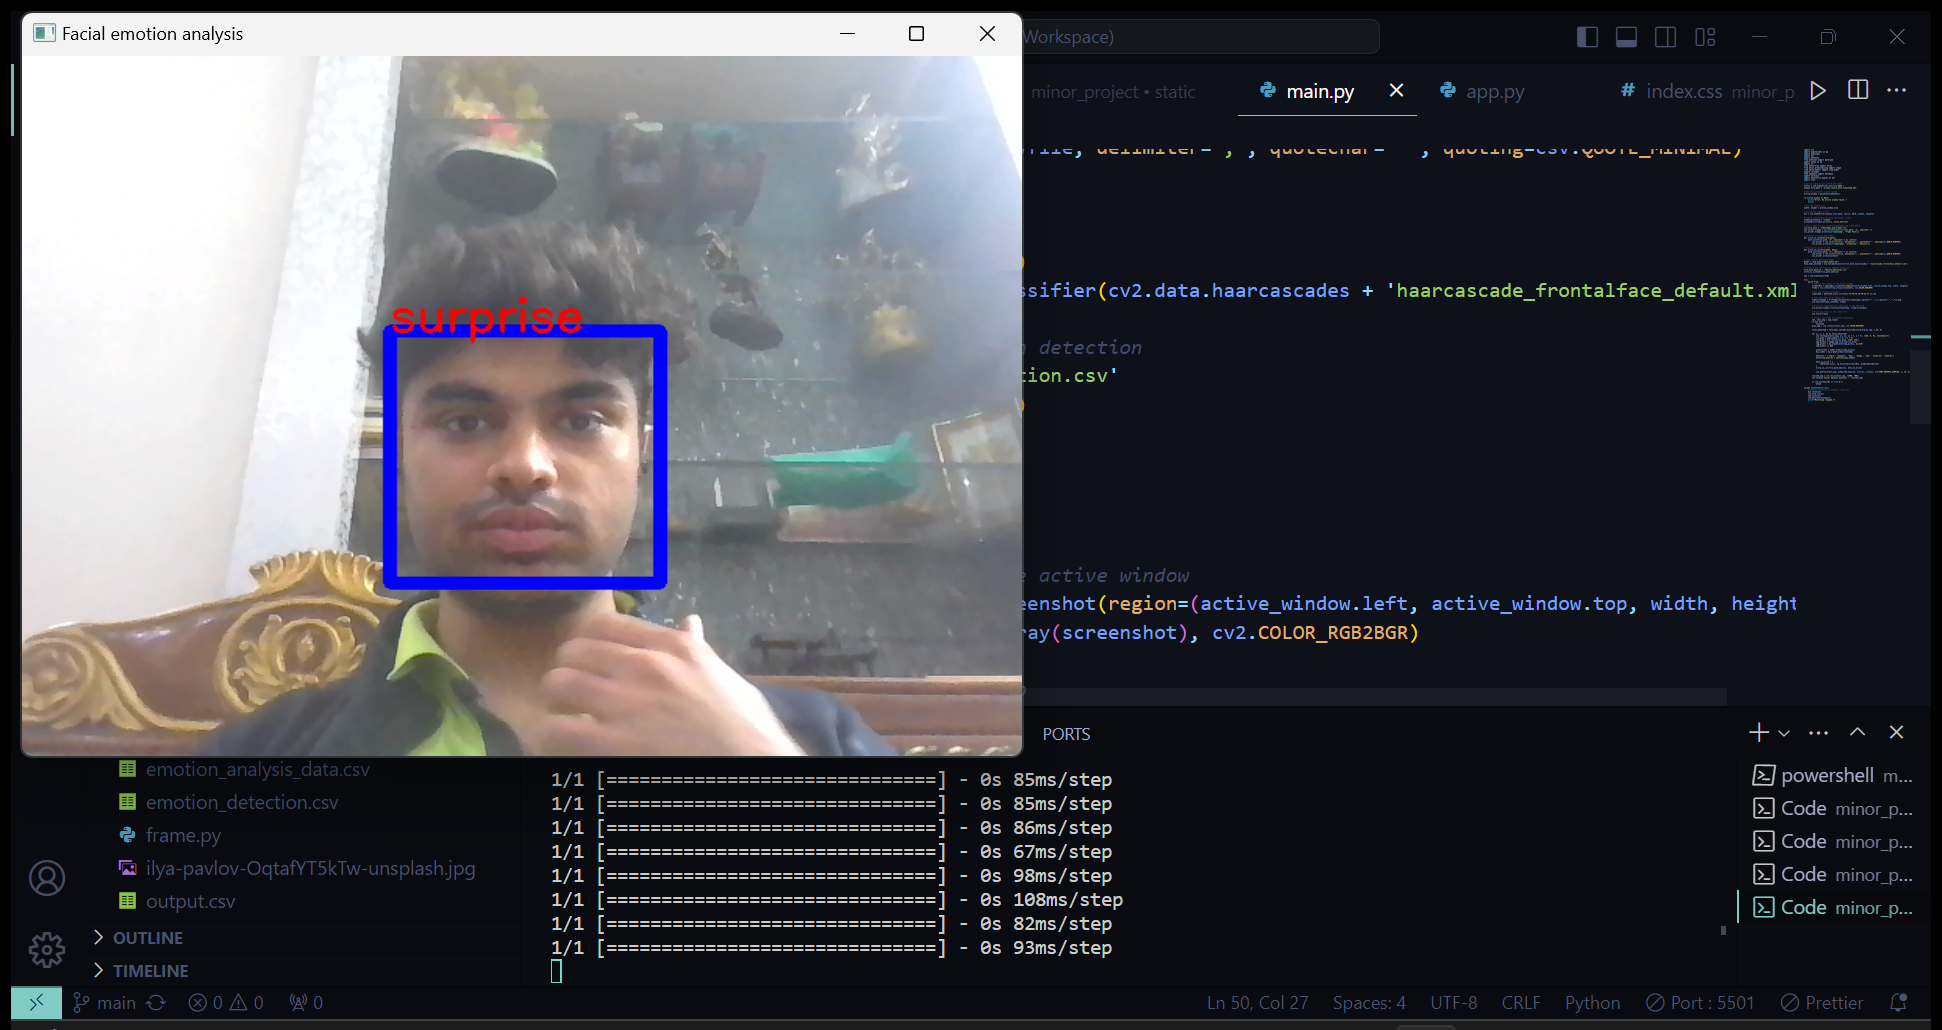 Facial emotion analysis
Workspace)
minor_project • static
main.py
app.py
index.css minor_p
file, delimiter=',', quotechar=' ', quoting=csv.QUOTE_MINIMAL)
)
ssifier(cv2.data.haarcascades + 'haarcascade_frontalface_default.xml
detection
tion.csv'
)
surprise
e active window
eenshot(region=(active_window.left, active_window.top, width, height
ray(screenshot), cv2.COLOR_RGB2BGR)
PORTS
emotion_analysis_data.csv
emotion_detection.csv
frame.py
ilya-pavlov-OqtafYT5kTw-unsplash.jpg
output.csv
OUTLINE
TIMELINE
1/1 [==============================] - 0s 85ms/step
1/1 [==============================] - 0s 85ms/step
1/1 [==============================] - 0s 86ms/step
1/1 [==============================] - 0s 67ms/step
1/1 [==============================] - 0s 98ms/step
1/1 [==============================] - 0s 108ms/step
1/1 [==============================] - 0s 82ms/step
1/1 [==============================] - 0s 93ms/step
powershell m...
Code minor_p...
Code minor_p...
Code minor_p...
Code minor_p...
main
0
0
0
Ln 50, Col 27
Spaces: 4
UTF-8
CRLF
Python
Port : 5501
Prettier